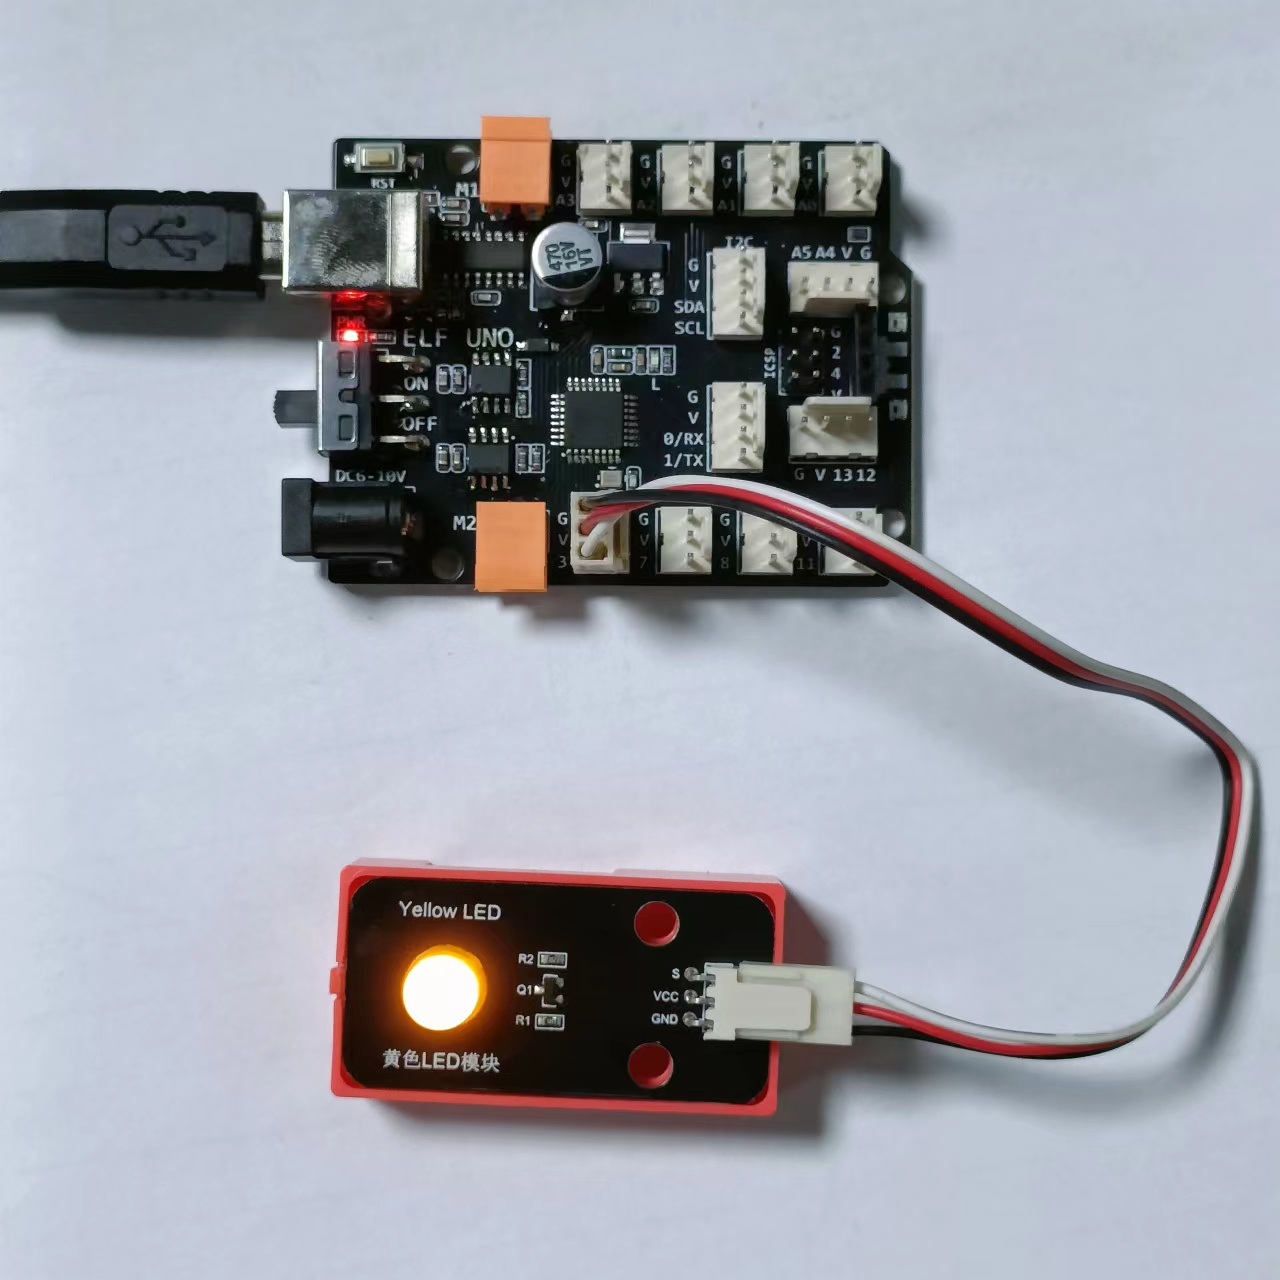 RST
M1
G
V
A3
G
V
A2
G
V
A1
G
V
A0
470
16V
VT
I2C
G
V
SDA
SCL
A5 A4 V G
PWR
ELF UNO
ON
OFF
L
ICSP
G
2
4
V
G
V
0/RX
1/TX
G V 13 12
DC6-10V
M2
G
V
3
G
V
7
G
V
8
V
11
Yellow LED
R2
Q1
R1
S
VCC
GND
黄色LED模块